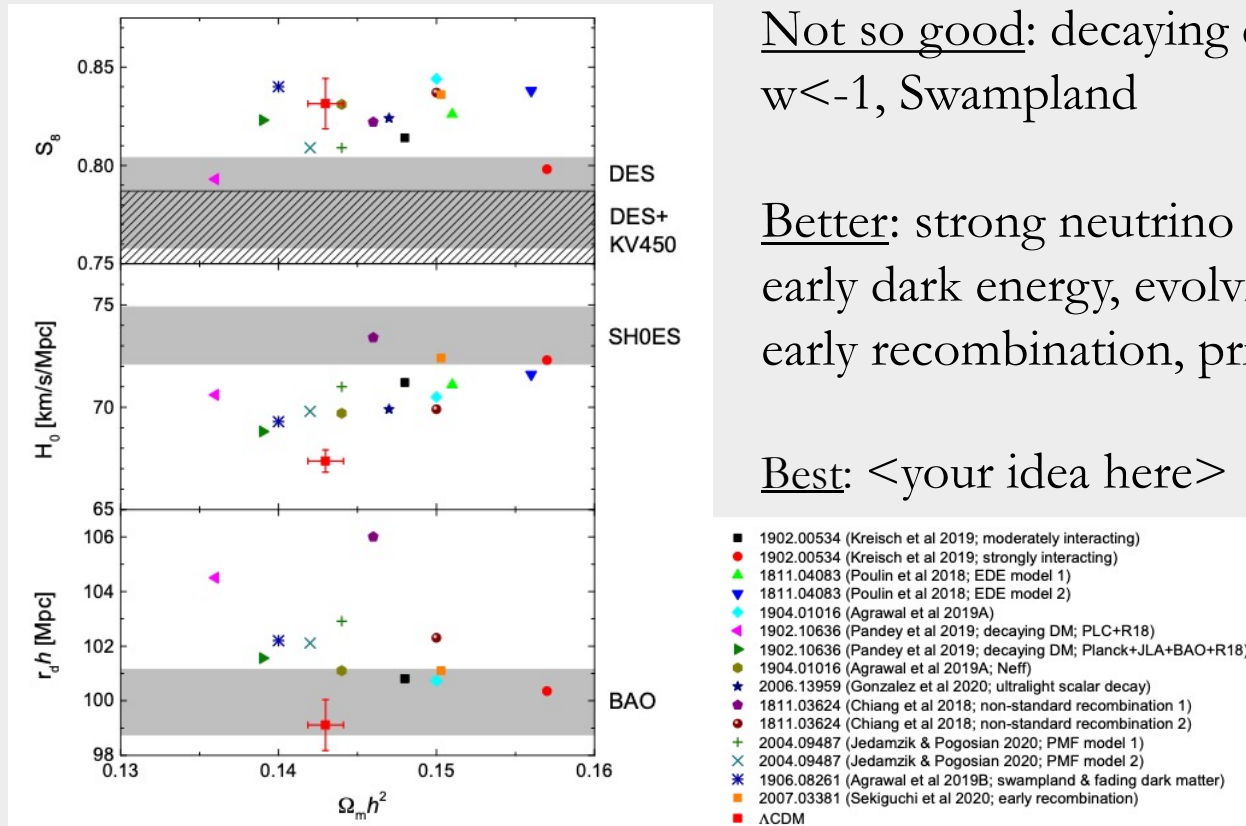 Not so good: decaying
w<-1, Swampland
Better: strong neutrino
early dark energy, evolv
early recombination, pri
Best: <your idea here>
0.85
0.80
0.75
S₈
DES
DES+
KV450
75
70
65
H₀ [km/s/Mpc]
SH0ES
106
104
102
100
98
r_d h [Mpc]
BAO
0.13 0.14 0.15 0.16
Ω_m h²
1902.00534 (Kreisch et al 2019; moderately interacting)
1902.00534 (Kreisch et al 2019; strongly interacting)
1811.04083 (Poulin et al 2018; EDE model 1)
1811.04083 (Poulin et al 2018; EDE model 2)
1904.01016 (Agrawal et al 2019A)
1902.10636 (Pandey et al 2019; decaying DM; PLC+R18)
1902.10636 (Pandey et al 2019; decaying DM; Planck+JLA+BAO+R18)
1904.01016 (Agrawal et al 2019A; Neff)
2006.13959 (Gonzalez et al 2020; ultralight scalar decay)
1811.03624 (Chiang et al 2018; non-standard recombination 1)
1811.03624 (Chiang et al 2018; non-standard recombination 2)
2004.09487 (Jedamzik & Pogosian 2020; PMF model 1)
2004.09487 (Jedamzik & Pogosian 2020; PMF model 2)
1906.08261 (Agrawal et al 2019B; swampland & fading dark matter)
2007.03381 (Sekiguchi et al 2020; early recombination)
ΛCDM